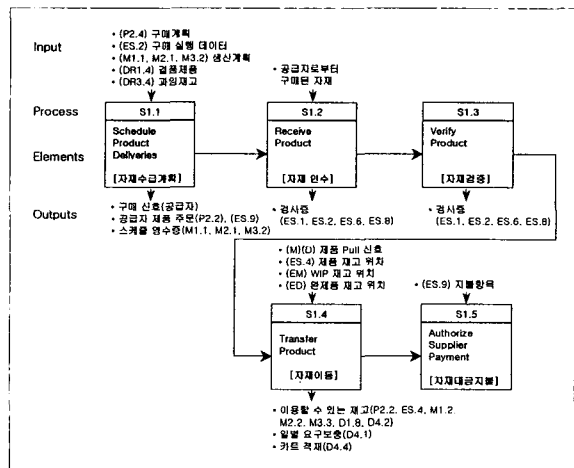 Input
• (P2.4) 구매계획
• (ES.2) 구매 실행 데이터
• (M1.1, M2.1, M3.2) 생산계획
• (DR1.4) 결품제품
• (DR3.4) 과잉재고
• 공급자로부터
구매된 자재
Process
S1.1
S1.2
S1.3
Schedule
Product
Deliveries
Receive
Product
Verify
Product
Elements
[자재수급계획]
[자재 인수]
[자재검증]
Outputs
• 구매 신호(공급자)
• 공급자 제품 주문(P2.2), (ES.9)
• 스케쥴 영수증(M1.1, M2.1, M3.2)
• 검사증
(ES.1, ES.2, ES.6, ES.8)
• 검사증
(ES.1, ES.2, ES.6, ES.8)
• (M)(D) 제품 Pull 신호
• (ES.4) 제품 재고 위치
• (EM) WIP 재고 위치
• (ED) 완제품 재고 위치
• (ES.9) 지불항목
S1.4
S1.5
Transfer
Product
Authorize
Supplier
Payment
[자재이동]
[자재대금지불]
• 이용할 수 있는 재고(P2.2, ES.4, M1.2,
M2.2, M3.3, D1.8, D4.2)
• 일별 요구보충(D4.1)
• 카트 적재(D4.4)